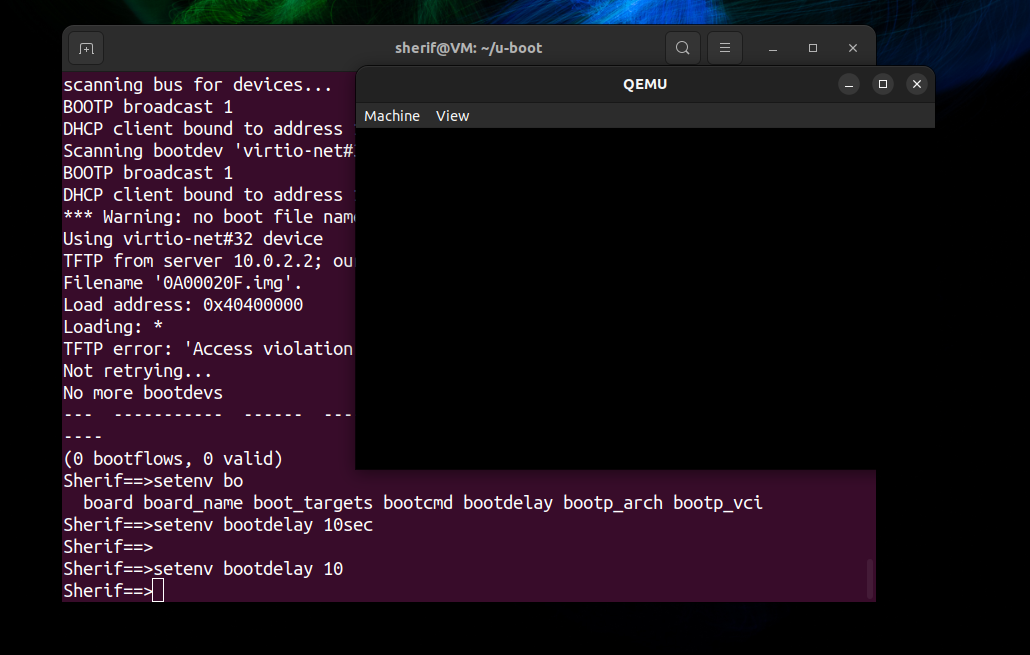 sherif@VM: ~/u-boot
QEMU
Machine View
scanning bus for devices...
BOOTP broadcast 1
DHCP client bound to address
Scanning bootdev 'virtio-net#
BOOTP broadcast 1
DHCP client bound to address
*** Warning: no boot file nam
Using virtio-net#32 device
TFTP from server 10.0.2.2; ou
Filename '0A00020F.img'.
Load address: 0x40400000
Loading: *
TFTP error: 'Access violation
Not retrying...
No more bootdevs
--- ----------- ------ ---
----
(0 bootflows, 0 valid)
Sherif==>setenv bo
board board_name boot_targets bootcmd bootdelay bootp_arch bootp_vci
Sherif==>setenv bootdelay 10sec
Sherif==>
Sherif==>setenv bootdelay 10
Sherif==>